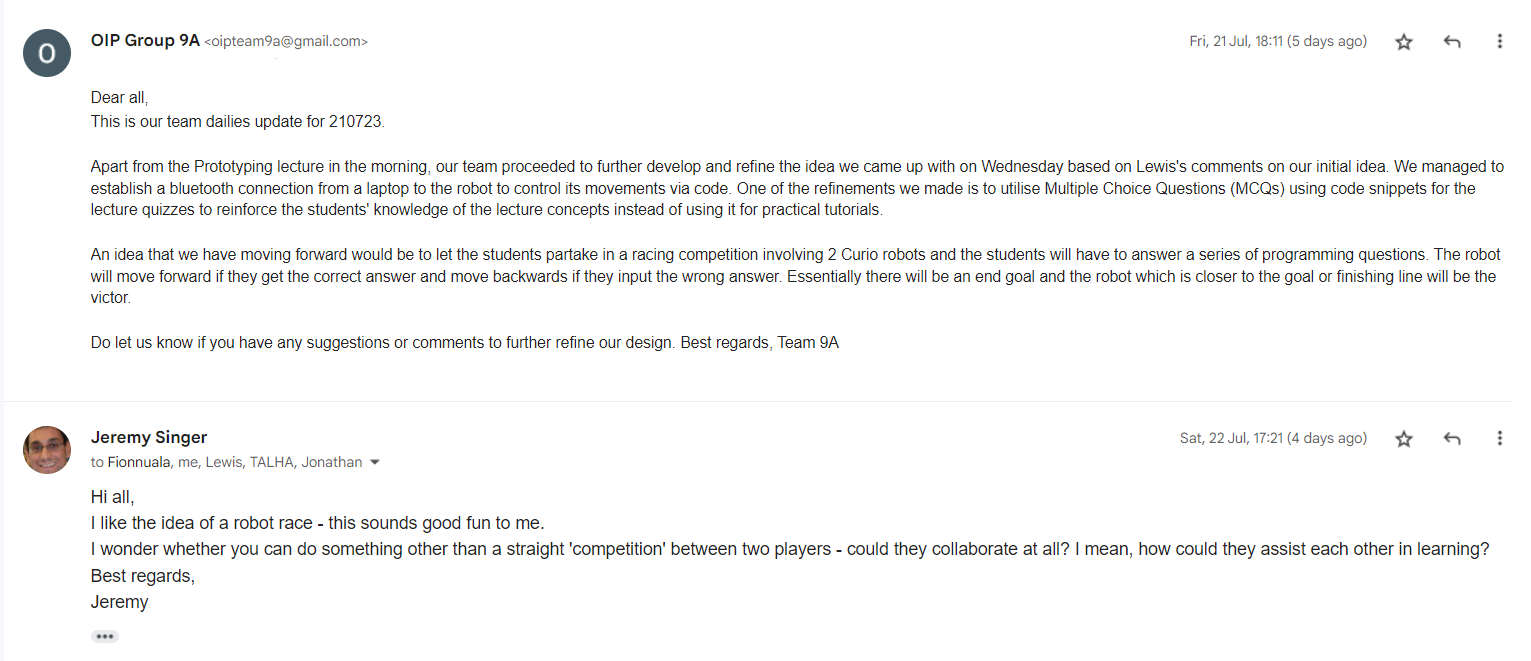 O
OIP Group 9A <oipteam9a@gmail.com>
Fri, 21 Jul, 18:11 (5 days ago)
Dear all,
This is our team dailies update for 210723.
Apart from the Prototyping lecture in the morning, our team proceeded to further develop and refine the idea we came up with on Wednesday based on Lewis's comments on our initial idea. We managed to
establish a bluetooth connection from a laptop to the robot to control its movements via code. One of the refinements we made is to utilise Multiple Choice Questions (MCQs) using code snippets for the
lecture quizzes to reinforce the students' knowledge of the lecture concepts instead of using it for practical tutorials.
An idea that we have moving forward would be to let the students partake in a racing competition involving 2 Curio robots and the students will have to answer a series of programming questions. The robot
will move forward if they get the correct answer and move backwards if they input the wrong answer. Essentially there will be an end goal and the robot which is closer to the goal or finishing line will be the
victor.
Do let us know if you have any suggestions or comments to further refine our design. Best regards, Team 9A
Jeremy Singer
Sat, 22 Jul, 17:21 (4 days ago)
to Fionnuala, me, Lewis, TALHA, Jonathan
Hi all,
I like the idea of a robot race - this sounds good fun to me.
I wonder whether you can do something other than a straight 'competition' between two players - could they collaborate at all? I mean, how could they assist each other in learning?
Best regards,
Jeremy